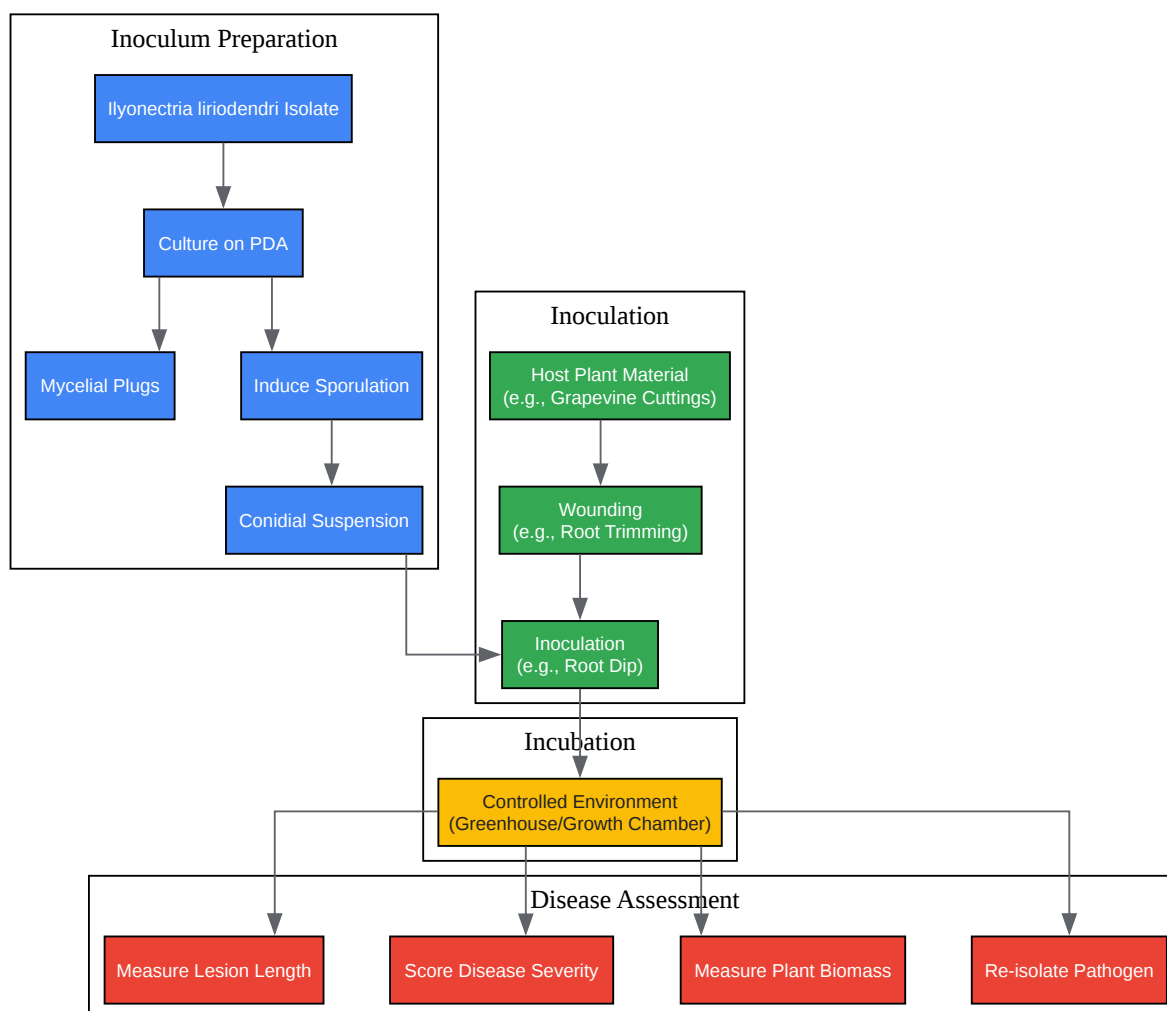 Inoculum Preparation
Ilyonectria liriodendri Isolate
Culture on PDA
Mycelial Plugs
Induce Sporulation
Conidial Suspension
Inoculation
Host Plant Material
(e.g., Grapevine Cuttings)
Wounding
(e.g., Root Trimming)
Inoculation
(e.g., Root Dip)
Incubation
Controlled Environment
(Greenhouse/Growth Chamber)
Disease Assessment
Measure Lesion Length
Score Disease Severity
Measure Plant Biomass
Re-isolate Pathogen